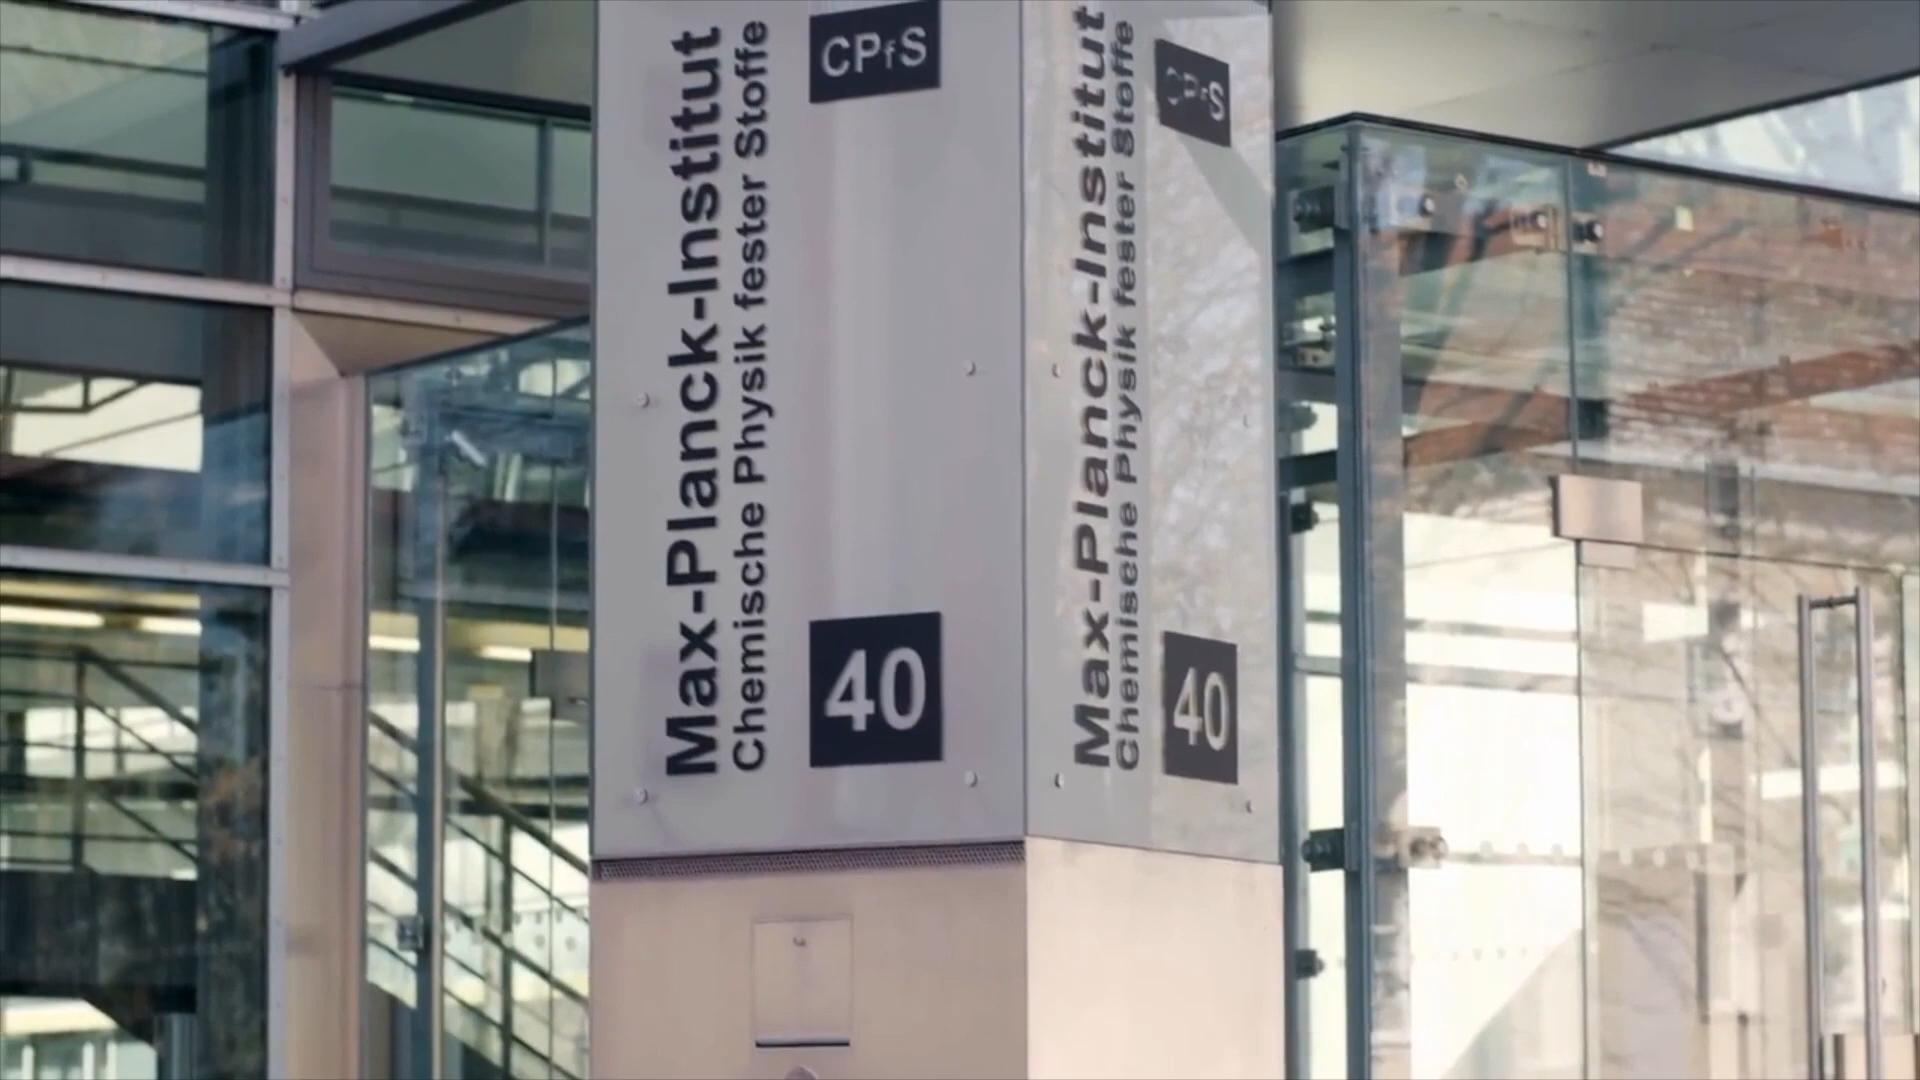 CPfS
Max-Planck-Institut
Chemische Physik fester Stoffe
40
CPfS
Max-Planck-Institut
Chemische Physik fester Stoffe
40